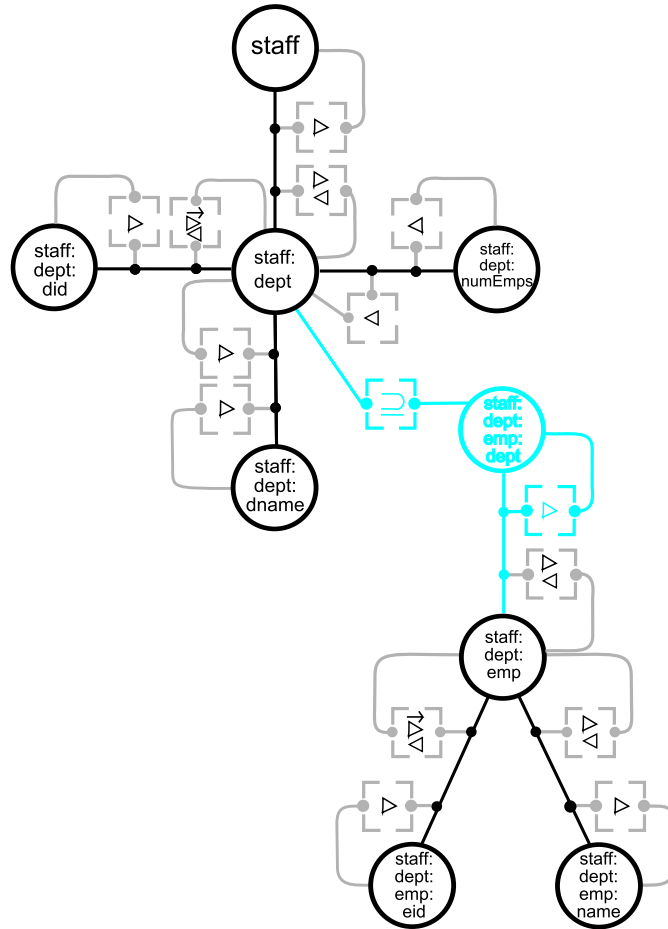 staff
staff:
dept:
did
staff:
dept
staff:
dept:
numEmps
staff:
dept:
emp:
dept
staff:
dept:
dname
staff:
dept:
emp
staff:
dept:
emp:
eid
staff:
dept:
emp:
name